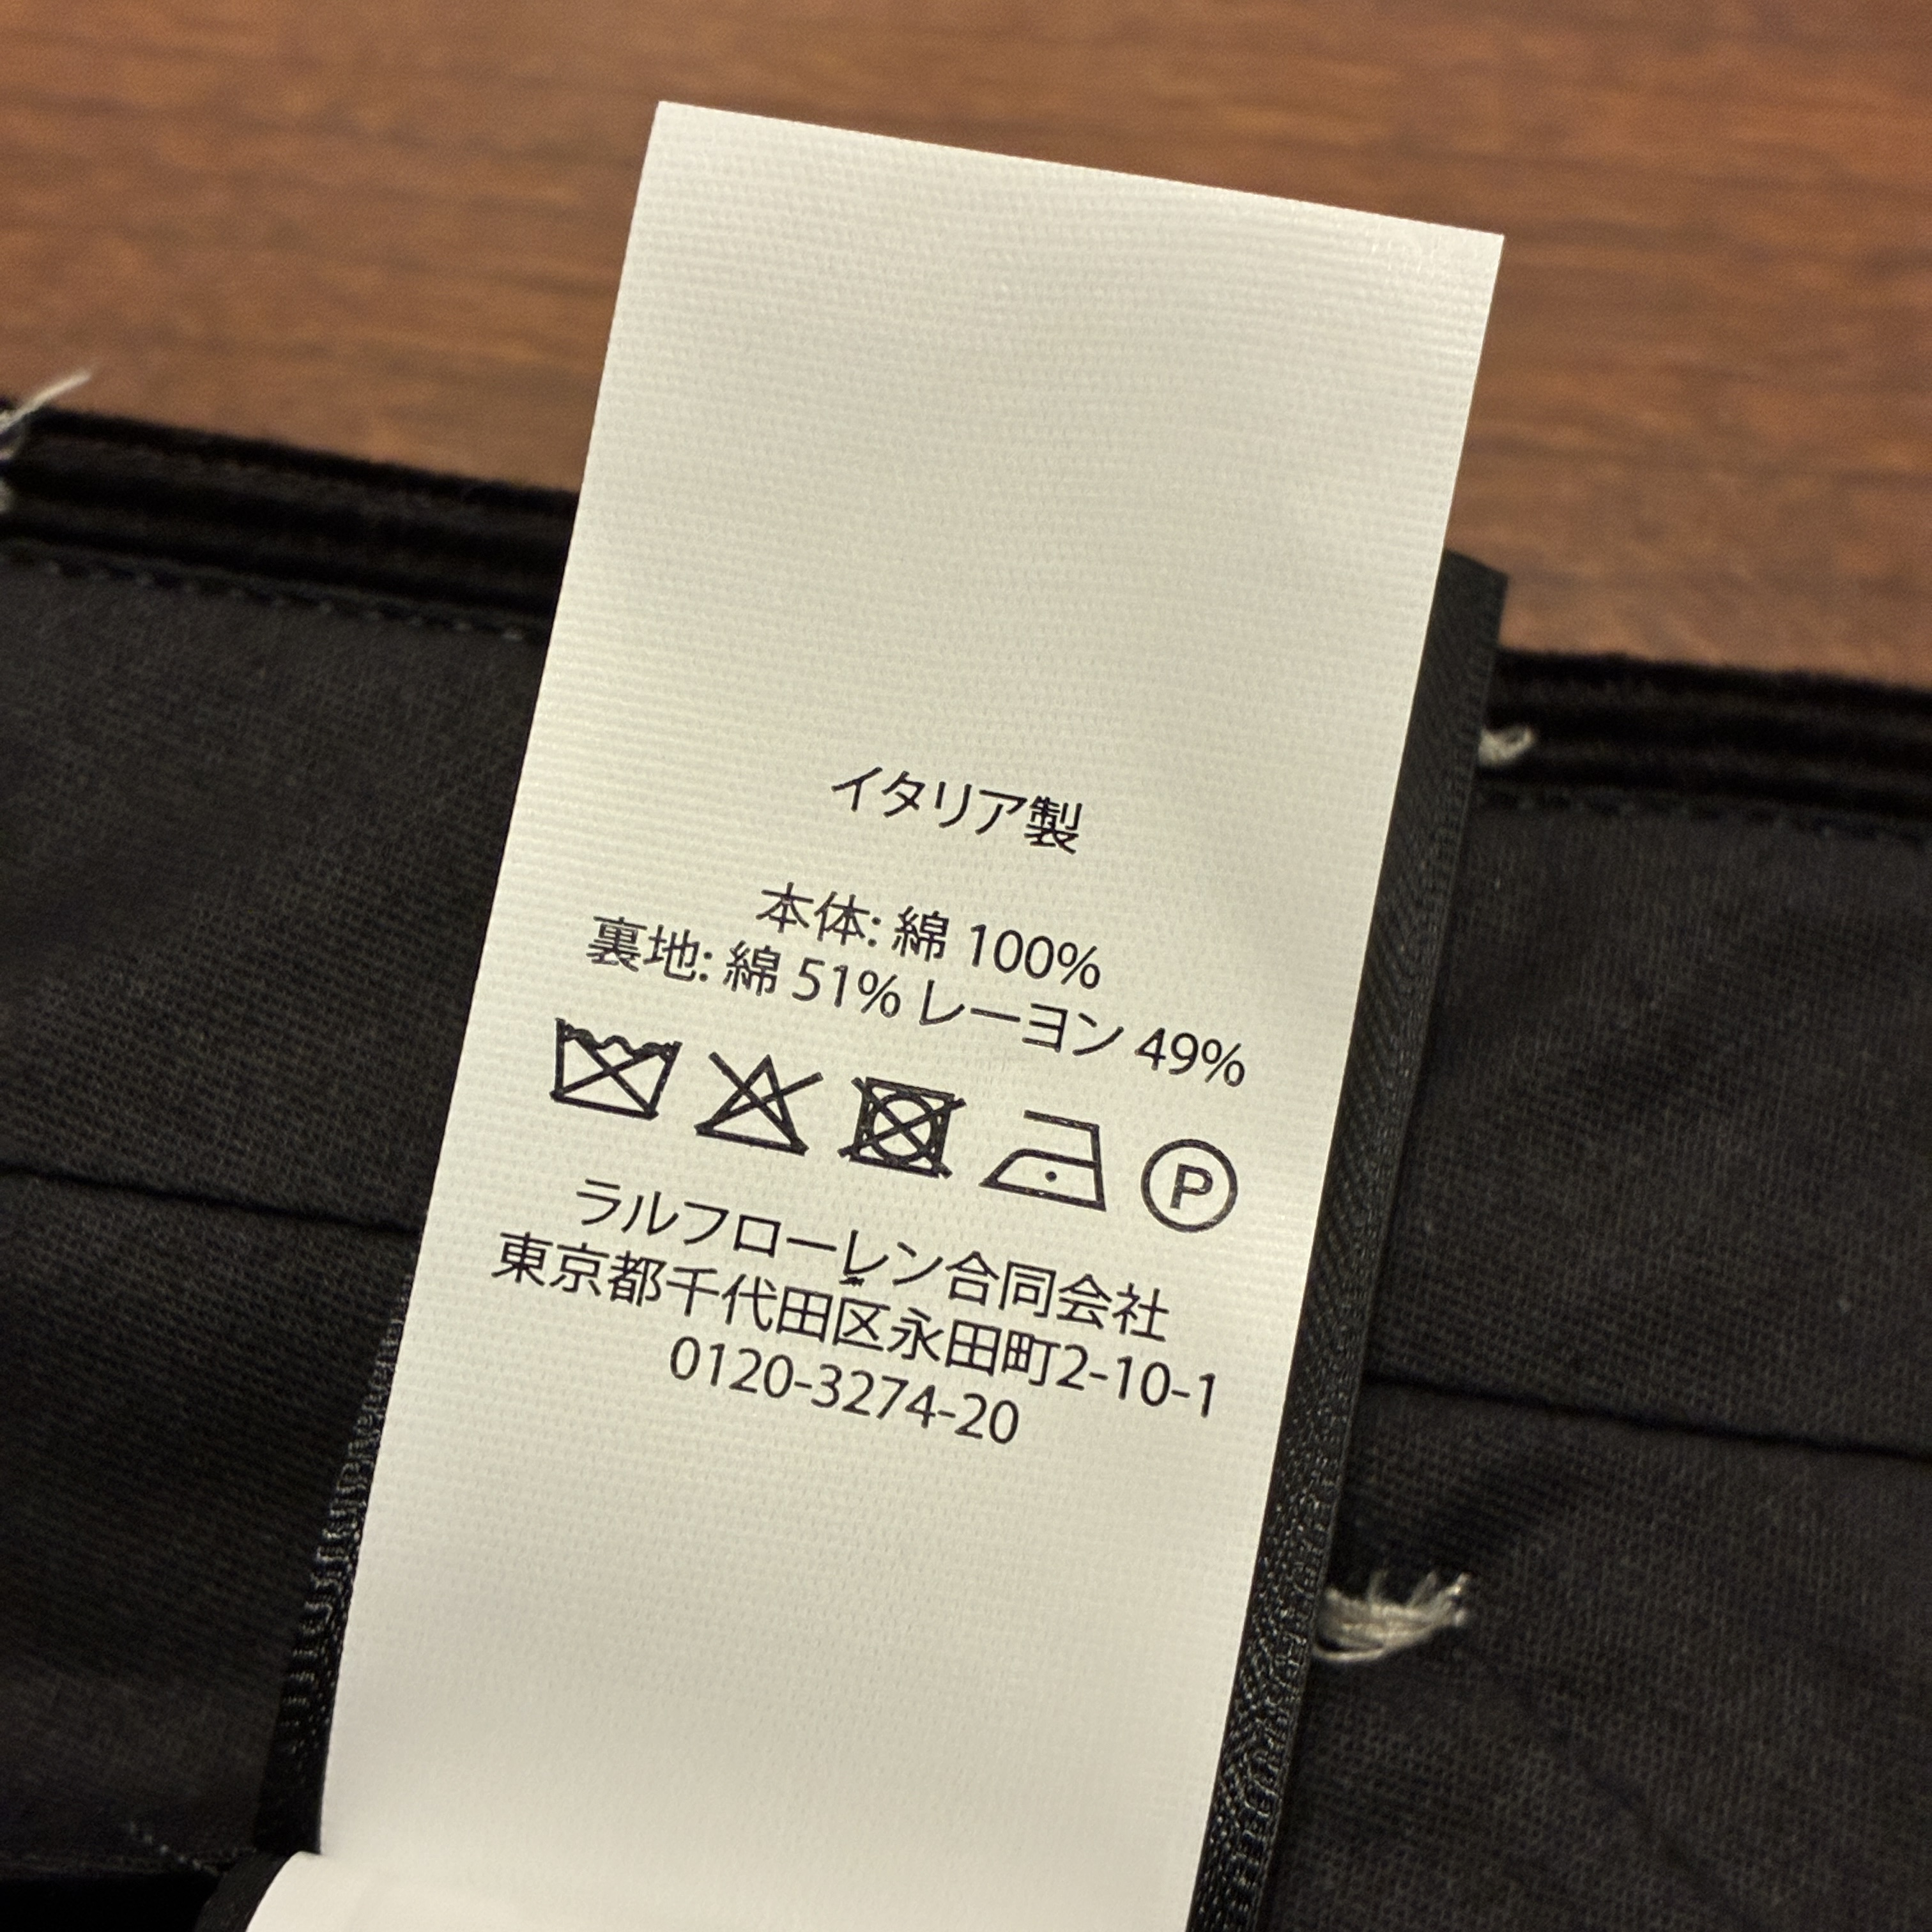 イタリア製
本体: 綿 100%
裏地: 綿 51% レーヨン 49%
P
ラルフローレン合同会社
東京都千代田区永田町2-10-1
0120-3274-20